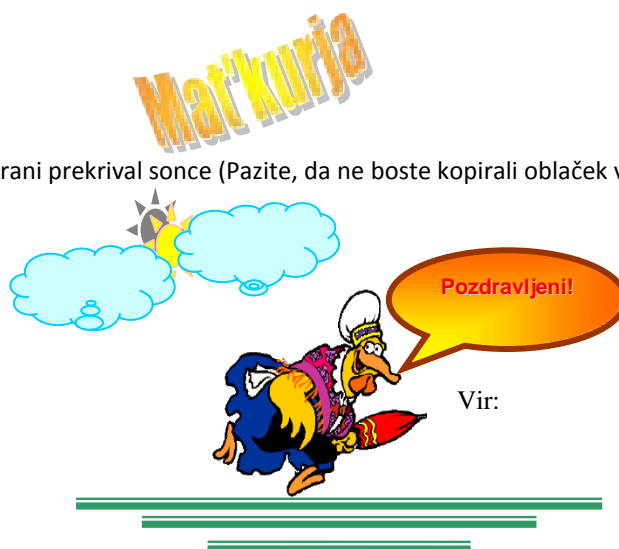 Mat'kurja
rani prekrival sonce (Pazite, da ne boste kopirali oblaček v
Pozdravljeni!
Vir: